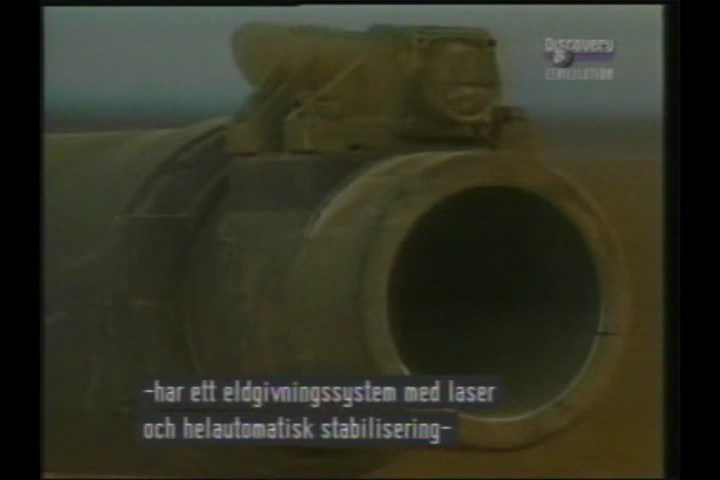 Discovery
CIVILISATION
-har ett eldgivningssystem med laser
och helautomatisk stabilisering-